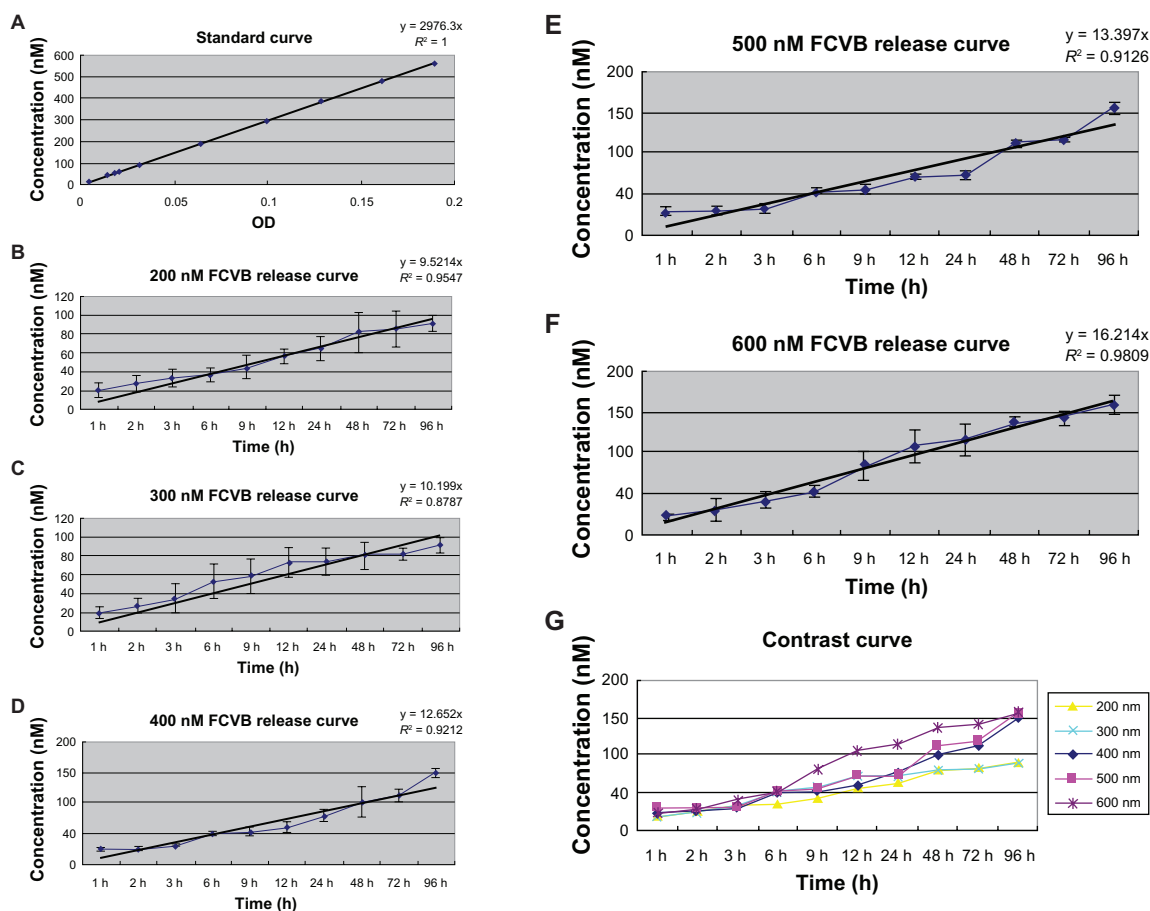 A
Standard curve
y = 2976.3x
R² = 1
Concentration (nM)
600
500
400
300
200
100
0
0 0.05 0.1 0.15 0.2
OD
B
200 nM FCVB release curve
y = 9.5214x
R² = 0.9547
Concentration (nM)
120
100
80
60
40
20
0
1 h 2 h 3 h 6 h 9 h 12 h 24 h 48 h 72 h 96 h
Time (h)
C
300 nM FCVB release curve
y = 10.199x
R² = 0.8787
Concentration (nM)
120
100
80
60
40
20
0
1 h 2 h 3 h 6 h 9 h 12 h 24 h 48 h 72 h 96 h
Time (h)
D
400 nM FCVB release curve
y = 12.652x
R² = 0.9212
Concentration (nM)
200
150
100
40
0
1 h 2 h 3 h 6 h 9 h 12 h 24 h 48 h 72 h 96 h
Time (h)
E
500 nM FCVB release curve
y = 13.397x
R² = 0.9126
Concentration (nM)
200
150
100
40
0
1 h 2 h 3 h 6 h 9 h 12 h 24 h 48 h 72 h 96 h
Time (h)
F
600 nM FCVB release curve
y = 16.214x
R² = 0.9809
Concentration (nM)
200
150
40
0
1 h 2 h 3 h 6 h 9 h 12 h 24 h 48 h 72 h 96 h
Time (h)
G
Contrast curve
Concentration (nM)
200
150
100
40
0
1 h 2 h 3 h 6 h 9 h 12 h 24 h 48 h 72 h 96 h
Time (h)
200 nm
300 nm
400 nm
500 nm
600 nm